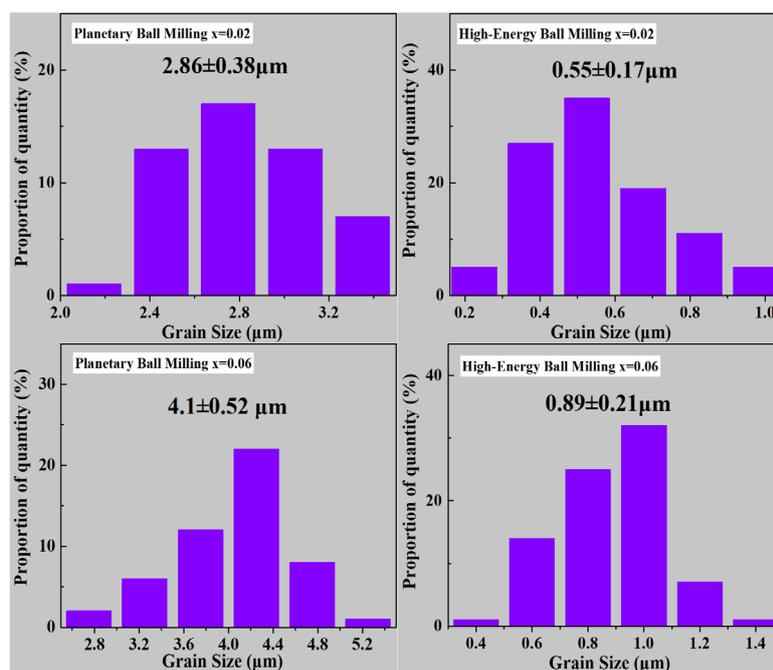 Planetary Ball Milling x=0.02
2.86±0.38μm
Proportion of quantity (%)
20
10
0
2.0 2.4 2.8 3.2
Grain Size (μm)
High-Energy Ball Milling x=0.02
0.55±0.17μm
Proportion of quantity (%)
40
20
0
0.2 0.4 0.6 0.8 1.0
Grain Size (μm)
Planetary Ball Milling x=0.06
4.1±0.52 μm
Proportion of quantity (%)
30
20
10
0
2.8 3.2 3.6 4.0 4.4 4.8 5.2
Grain Size (μm)
High-Energy Ball Milling x=0.06
0.89±0.21μm
Proportion of quantity (%)
40
20
0
0.4 0.6 0.8 1.0 1.2 1.4
Grain Size (μm)